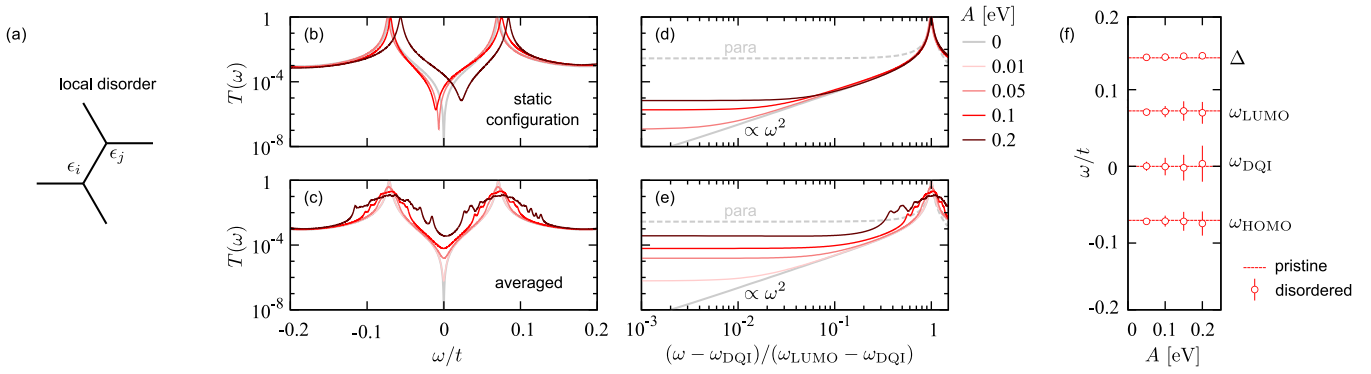 (a)
local disorder
ϵi
ϵj
(b)
T(ω)
1
10⁻⁴
10⁻⁸
static
configuration
(c)
T(ω)
1
10⁻⁴
10⁻⁸
averaged
-0.2
-0.1
0
0.1
0.2
ω/t
(d)
para
∝ ω²
(e)
para
∝ ω²
10⁻³
10⁻²
10⁻¹
1
(ω − ωDQI)/(ωLUMO − ωDQI)
A [eV]
0
0.01
0.05
0.1
0.2
(f)
0.2
0.1
0
-0.1
-0.2
ω/t
Δ
ωLUMO
ωDQI
ωHOMO
pristine
disordered
0
0.1
0.2
A [eV]